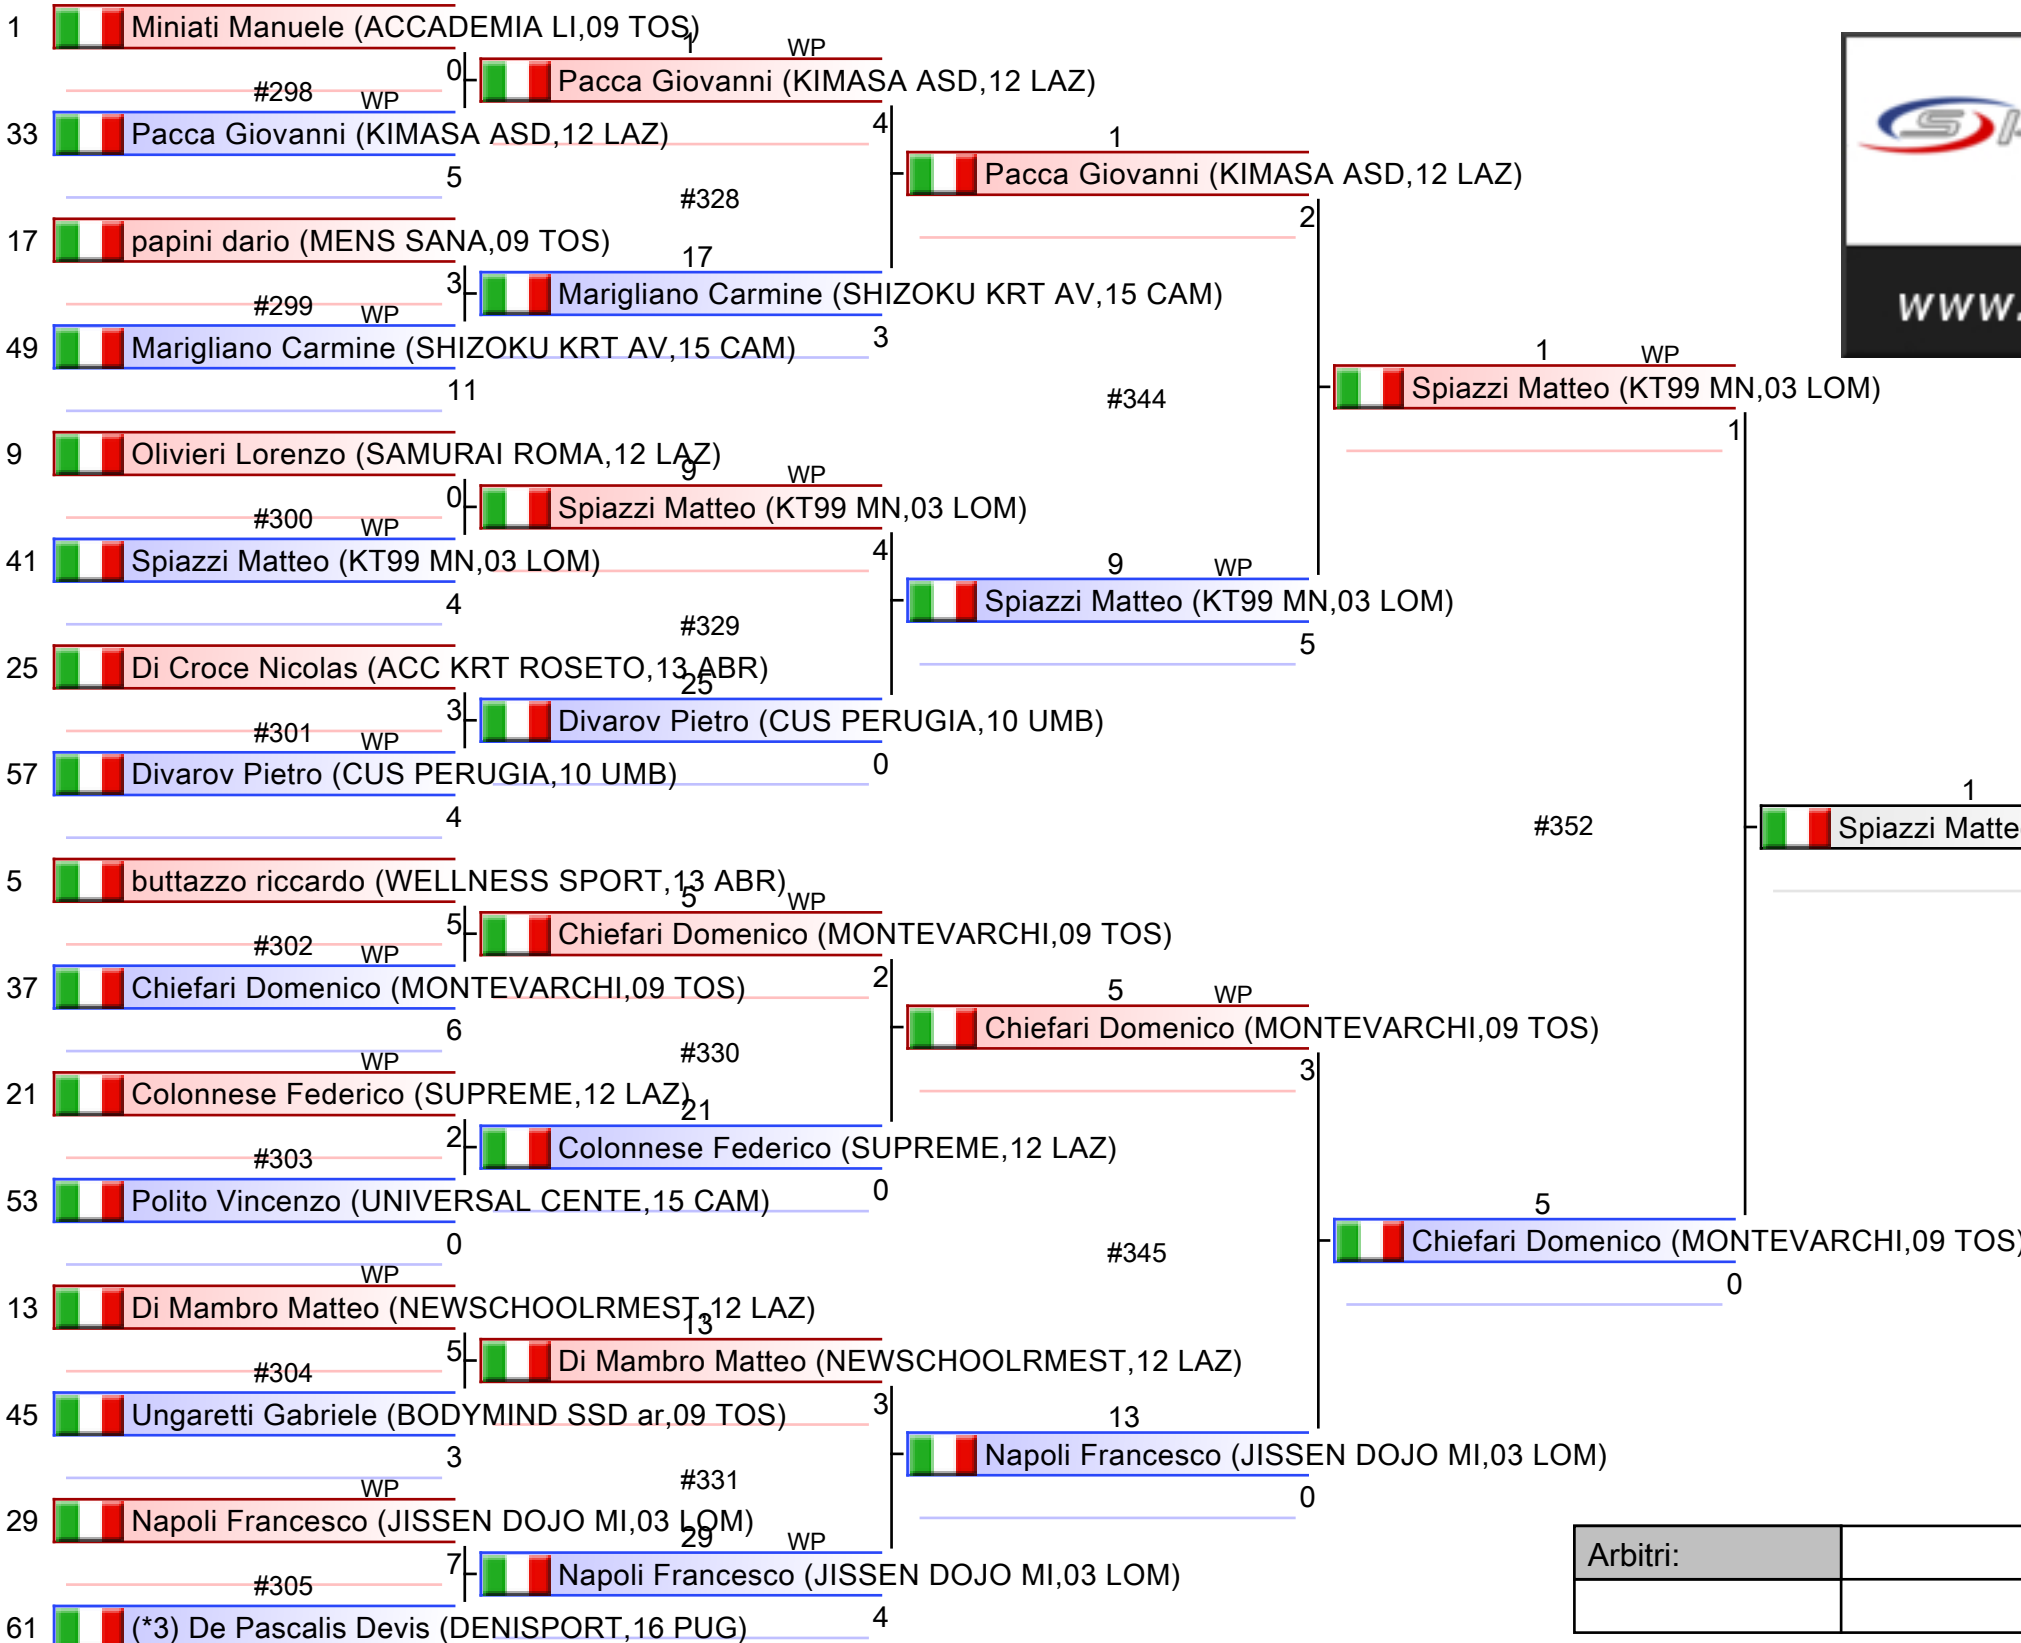 1 Miniati Manuele (ACCADEMIA LI,09 TOS)
0
#298 WP
33 Pacca Giovanni (KIMASA ASD,12 LAZ)
5
17 papini dario (MENS SANA,09 TOS)
3
#299 WP
49 Marigliano Carmine (SHIZOKU KRT AV,15 CAM)
11
9 Olivieri Lorenzo (SAMURAI ROMA,12 LAZ)
0
#300 WP
41 Spiazzi Matteo (KT99 MN,03 LOM)
4
25 Di Croce Nicolas (ACC KRT ROSETO,13 ABR)
3
#301 WP
57 Divarov Pietro (CUS PERUGIA,10 UMB)
4
5 buttazzo riccardo (WELLNESS SPORT,13 ABR)
5
#302 WP
37 Chiefari Domenico (MONTEVARCHI,09 TOS)
6
WP
21 Colonnese Federico (SUPREME,12 LAZ)
2
#303
53 Polito Vincenzo (UNIVERSAL CENTE,15 CAM)
0
WP
13 Di Mambro Matteo (NEWSCHOOLRMEST,12 LAZ)
5
#304
45 Ungaretti Gabriele (BODYMIND SSD ar,09 TOS)
3
WP
29 Napoli Francesco (JISSEN DOJO MI,03 LOM)
7
#305
61 (*3) De Pascalis Devis (DENISPORT,16 PUG)
1 WP
Pacca Giovanni (KIMASA ASD,12 LAZ)
4
#328
17
Marigliano Carmine (SHIZOKU KRT AV,15 CAM)
3
9 WP
Spiazzi Matteo (KT99 MN,03 LOM)
4
#329
25
Divarov Pietro (CUS PERUGIA,10 UMB)
0
5 WP
Chiefari Domenico (MONTEVARCHI,09 TOS)
2
#330
21
Colonnese Federico (SUPREME,12 LAZ)
0
13
Di Mambro Matteo (NEWSCHOOLRMEST,12 LAZ)
3
#331
29 WP
Napoli Francesco (JISSEN DOJO MI,03 LOM)
4
1
Pacca Giovanni (KIMASA ASD,12 LAZ)
2
#344
9 WP
Spiazzi Matteo (KT99 MN,03 LOM)
5
5 WP
Chiefari Domenico (MONTEVARCHI,09 TOS)
3
#345
13
Napoli Francesco (JISSEN DOJO MI,03 LOM)
0
1 WP
Spiazzi Matteo (KT99 MN,03 LOM)
1
#352
5
Chiefari Domenico (MONTEVARCHI,09 TOS)
0
1
Spiazzi Matte
www.
Arbitri: